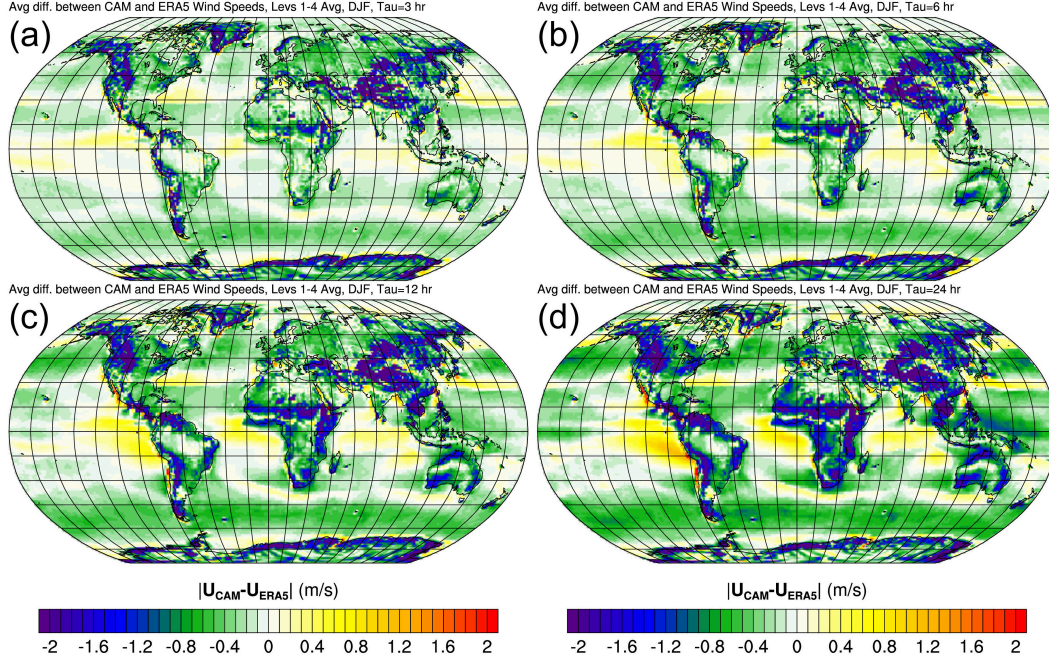 Avg diff. between CAM and ERA5 Wind Speeds, Levs 1-4 Avg, DJF, Tau=3 hr
(a)
Avg diff. between CAM and ERA5 Wind Speeds, Levs 1-4 Avg, DJF, Tau=6 hr
(b)
Avg diff. between CAM and ERA5 Wind Speeds, Levs 1-4 Avg, DJF, Tau=12 hr
(c)
Avg diff. between CAM and ERA5 Wind Speeds, Levs 1-4 Avg, DJF, Tau=24 hr
(d)
|UCAM-UERA5| (m/s)
-2 -1.6 -1.2 -0.8 -0.4 0 0.4 0.8 1.2 1.6 2
|UCAM-UERA5| (m/s)
-2 -1.6 -1.2 -0.8 -0.4 0 0.4 0.8 1.2 1.6 2